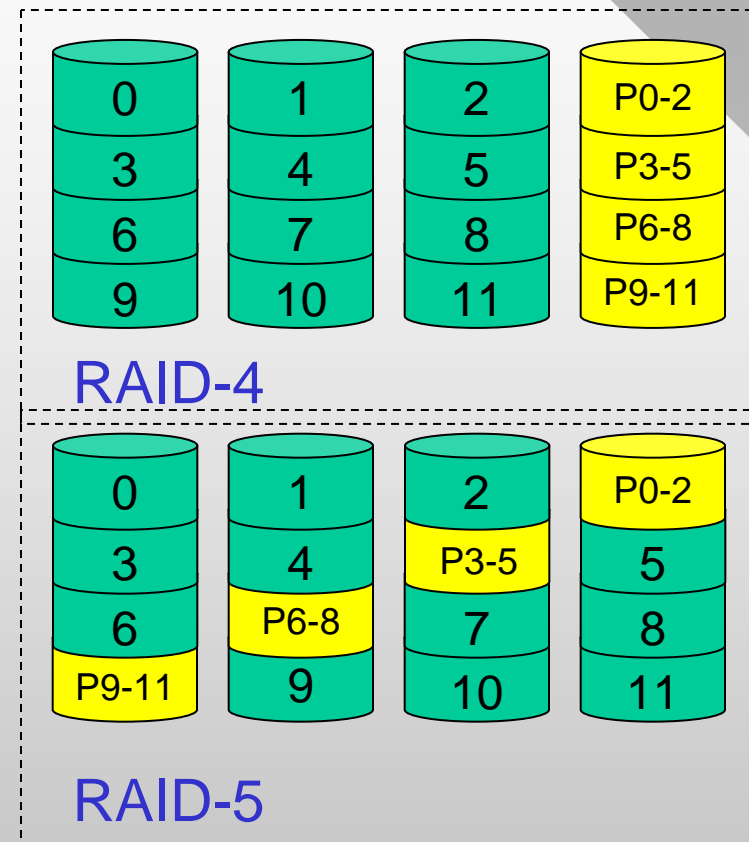 0 1 2 P0-2
3 4 5 P3-5
6 7 8 P6-8
9 10 11 P9-11
RAID-4
0 1 2 P0-2
3 4 P3-5 5
6 P6-8 7 8
P9-11 9 10 11
RAID-5